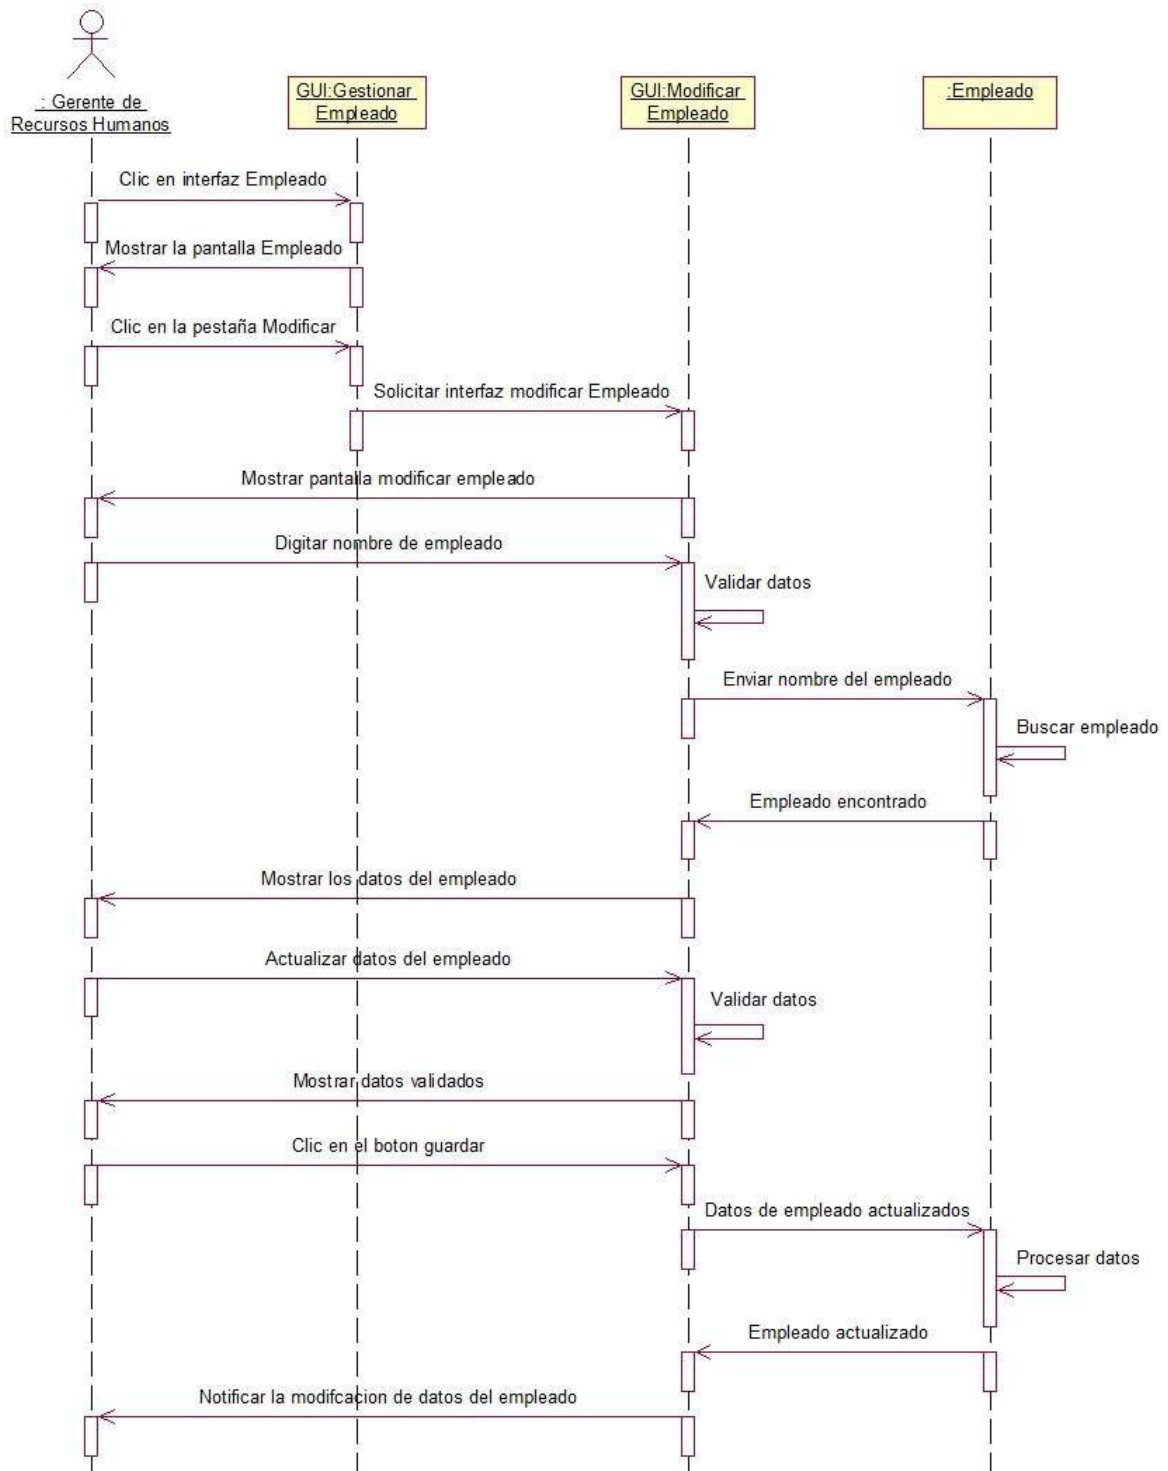 : Gerente de
Recursos Humanos
GUI:Gestionar
Empleado
GUI:Modificar
Empleado
:Empleado
Clic en interfaz Empleado
Mostrar la pantalla Empleado
Clic en la pestaña Modificar
Solicitar interfaz modificar Empleado
Mostrar pantalla modificar empleado
Digitar nombre de empleado
Validar datos
Enviar nombre del empleado
Buscar empleado
Empleado encontrado
Mostrar los datos del empleado
Actualizar datos del empleado
Validar datos
Mostrar datos validados
Clic en el boton guardar
Datos de empleado actualizados
Procesar datos
Empleado actualizado
Notificar la modifcacion de datos del empleado